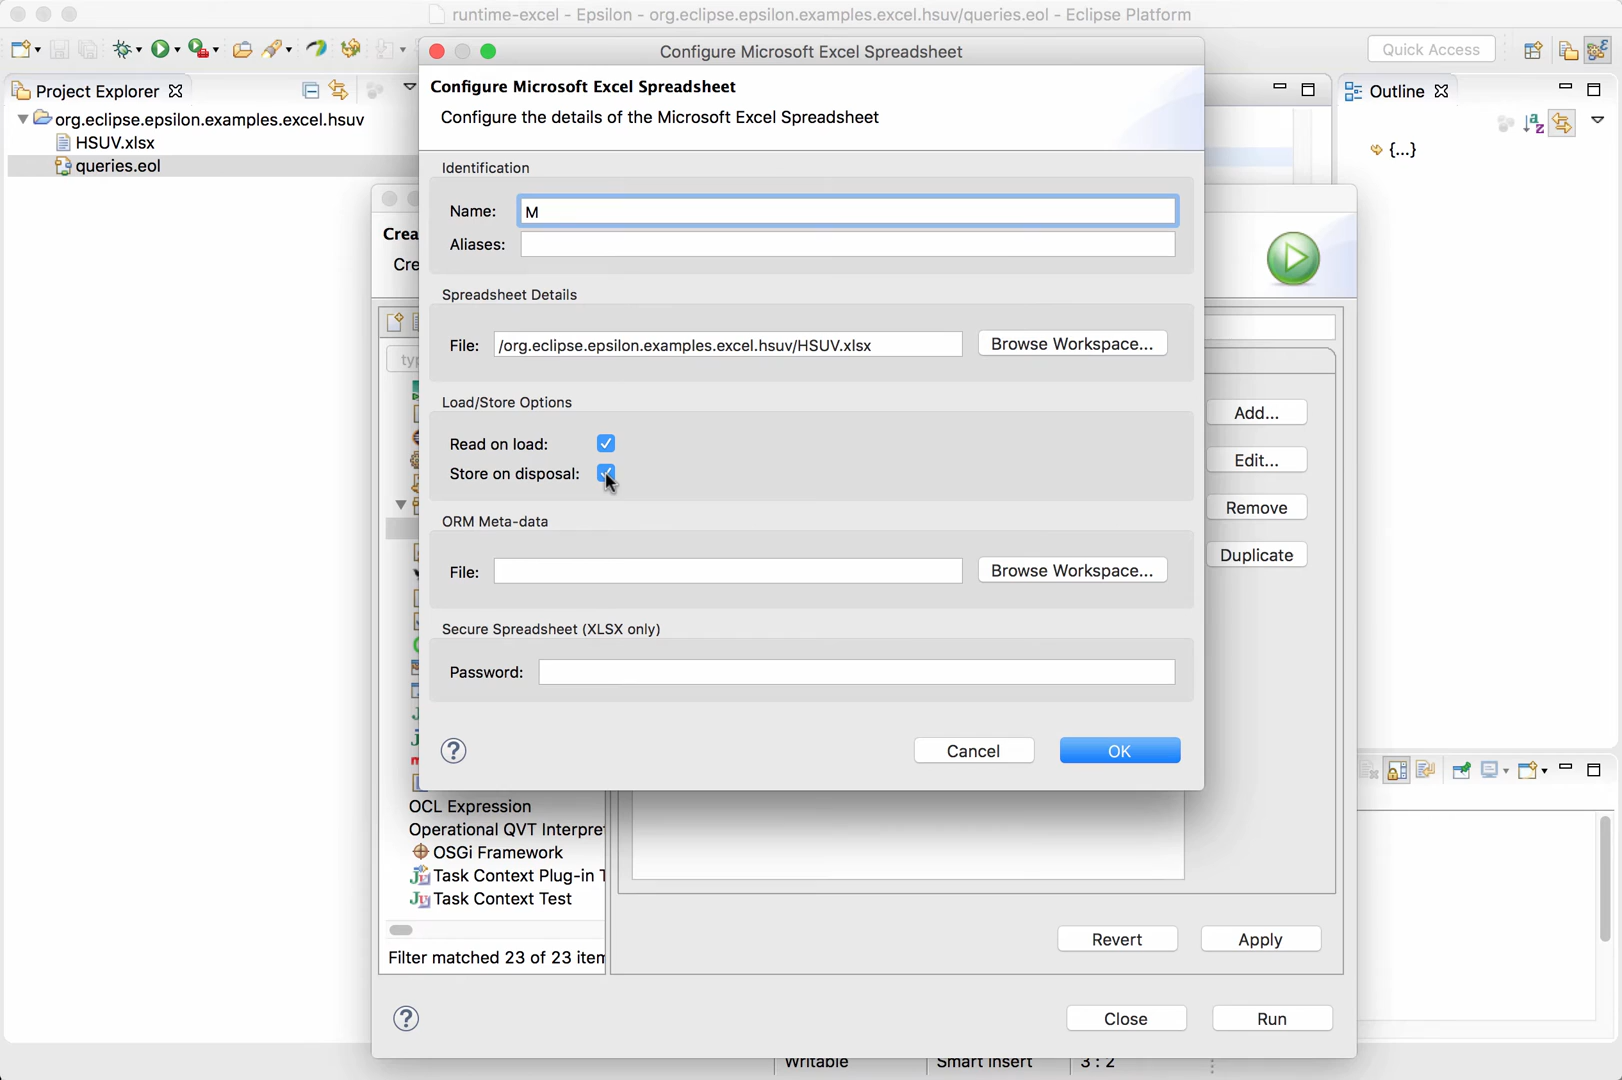 runtime-excel - Epsilon - org.eclipse.epsilon.examples.excel.hsuv/queries.eol - Eclipse Platform
Quick Access
Project Explorer
org.eclipse.epsilon.examples.excel.hsuv
HSUV.xlsx
queries.eol
Configure Microsoft Excel Spreadsheet
Configure Microsoft Excel Spreadsheet
Configure the details of the Microsoft Excel Spreadsheet
Identification
Name: M
Aliases:
Spreadsheet Details
File: /org.eclipse.epsilon.examples.excel.hsuv/HSUV.xlsx Browse Workspace...
Load/Store Options
Read on load:
Store on disposal:
ORM Meta-data
File: Browse Workspace...
Secure Spreadsheet (XLSX only)
Password:
Cancel OK
Outline
{...}
Crea
Cre
typ
Add...
Edit...
Remove
Duplicate
OCL Expression
Operational QVT Interpre
OSGi Framework
Task Context Plug-in T
Task Context Test
Filter matched 23 of 23 item
Revert Apply
Close Run
Writable Smart Insert 3 : 2